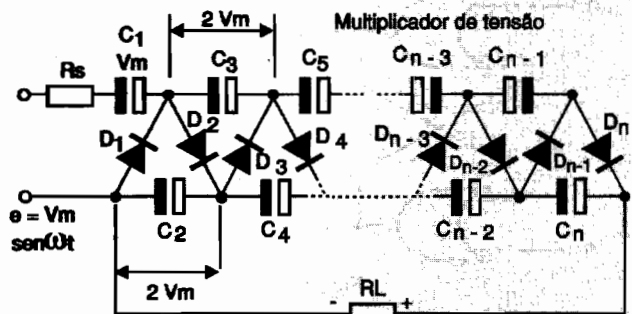 2 Vm
Multiplicador de tensão
C1
Vm
C3
C5
Cn - 3
Cn - 1
Rs
D1
D2
D3
D4
Dn-3
Dn-2
Dn-1
Dn
e = Vm
sen(ωt
C2
C4
Cn - 2
Cn
2 Vm
- RL +